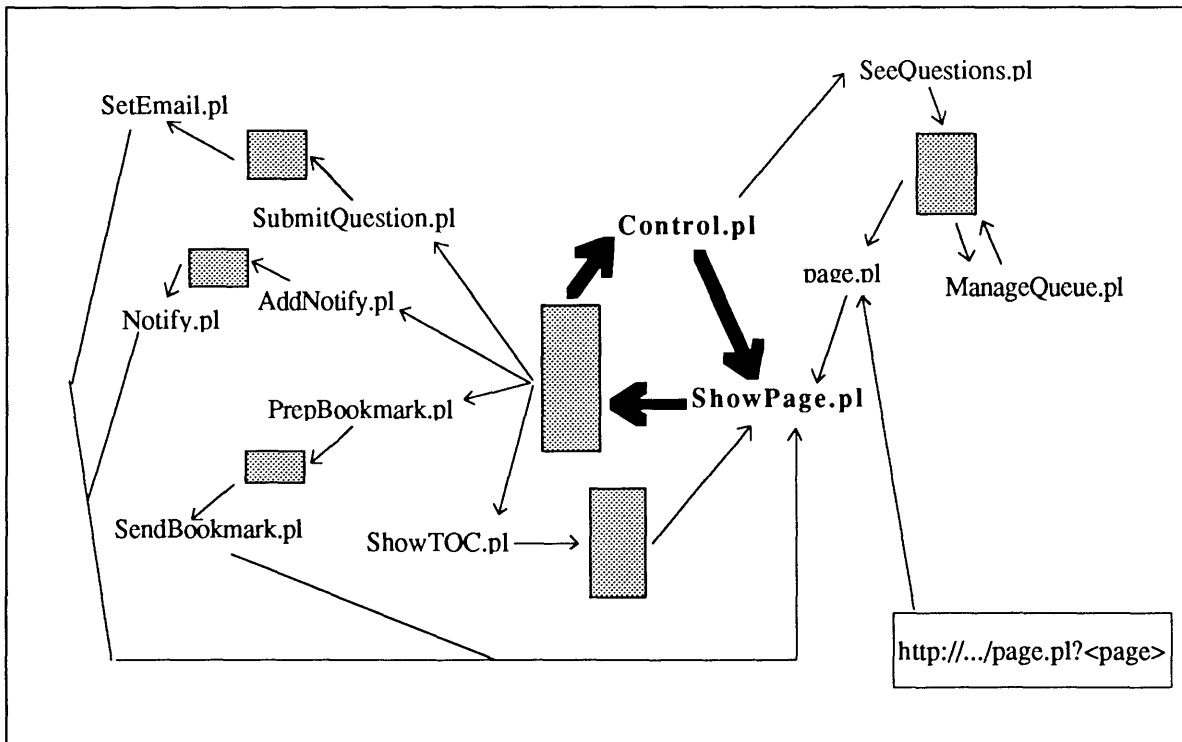 SeeQuestions.pl
SetEmail.pl
SubmitQuestion.pl
Control.pl
page.pl
ManageQueue.pl
AddNotify.pl
Notify.pl
PrepBookmark.pl
ShowPage.pl
SendBookmark.pl
ShowTOC.pl
http://.../page.pl?<page>